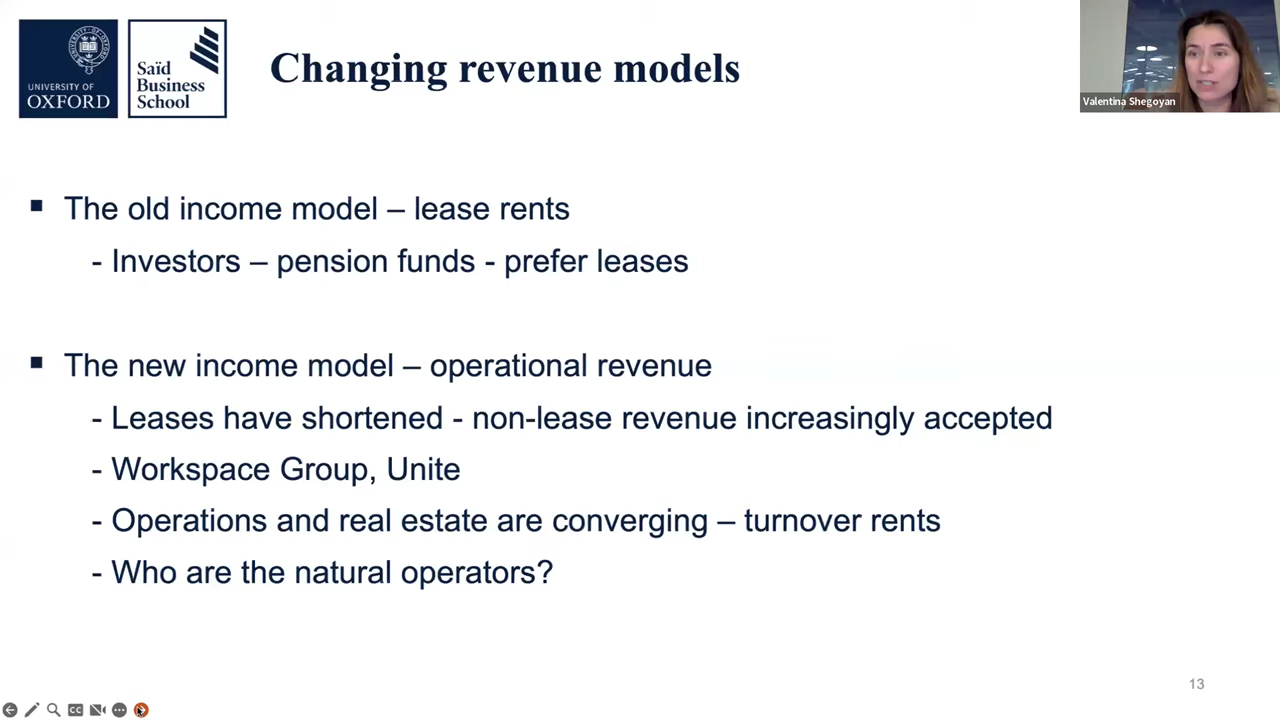 UNIVERSITY OF
OXFORD
Saïd
Business
School
Changing revenue models
Valentina Shegoyan
▪ The old income model – lease rents
- Investors – pension funds - prefer leases
▪ The new income model – operational revenue
- Leases have shortened - non-lease revenue increasingly accepted
- Workspace Group, Unite
- Operations and real estate are converging – turnover rents
- Who are the natural operators?
13
CC